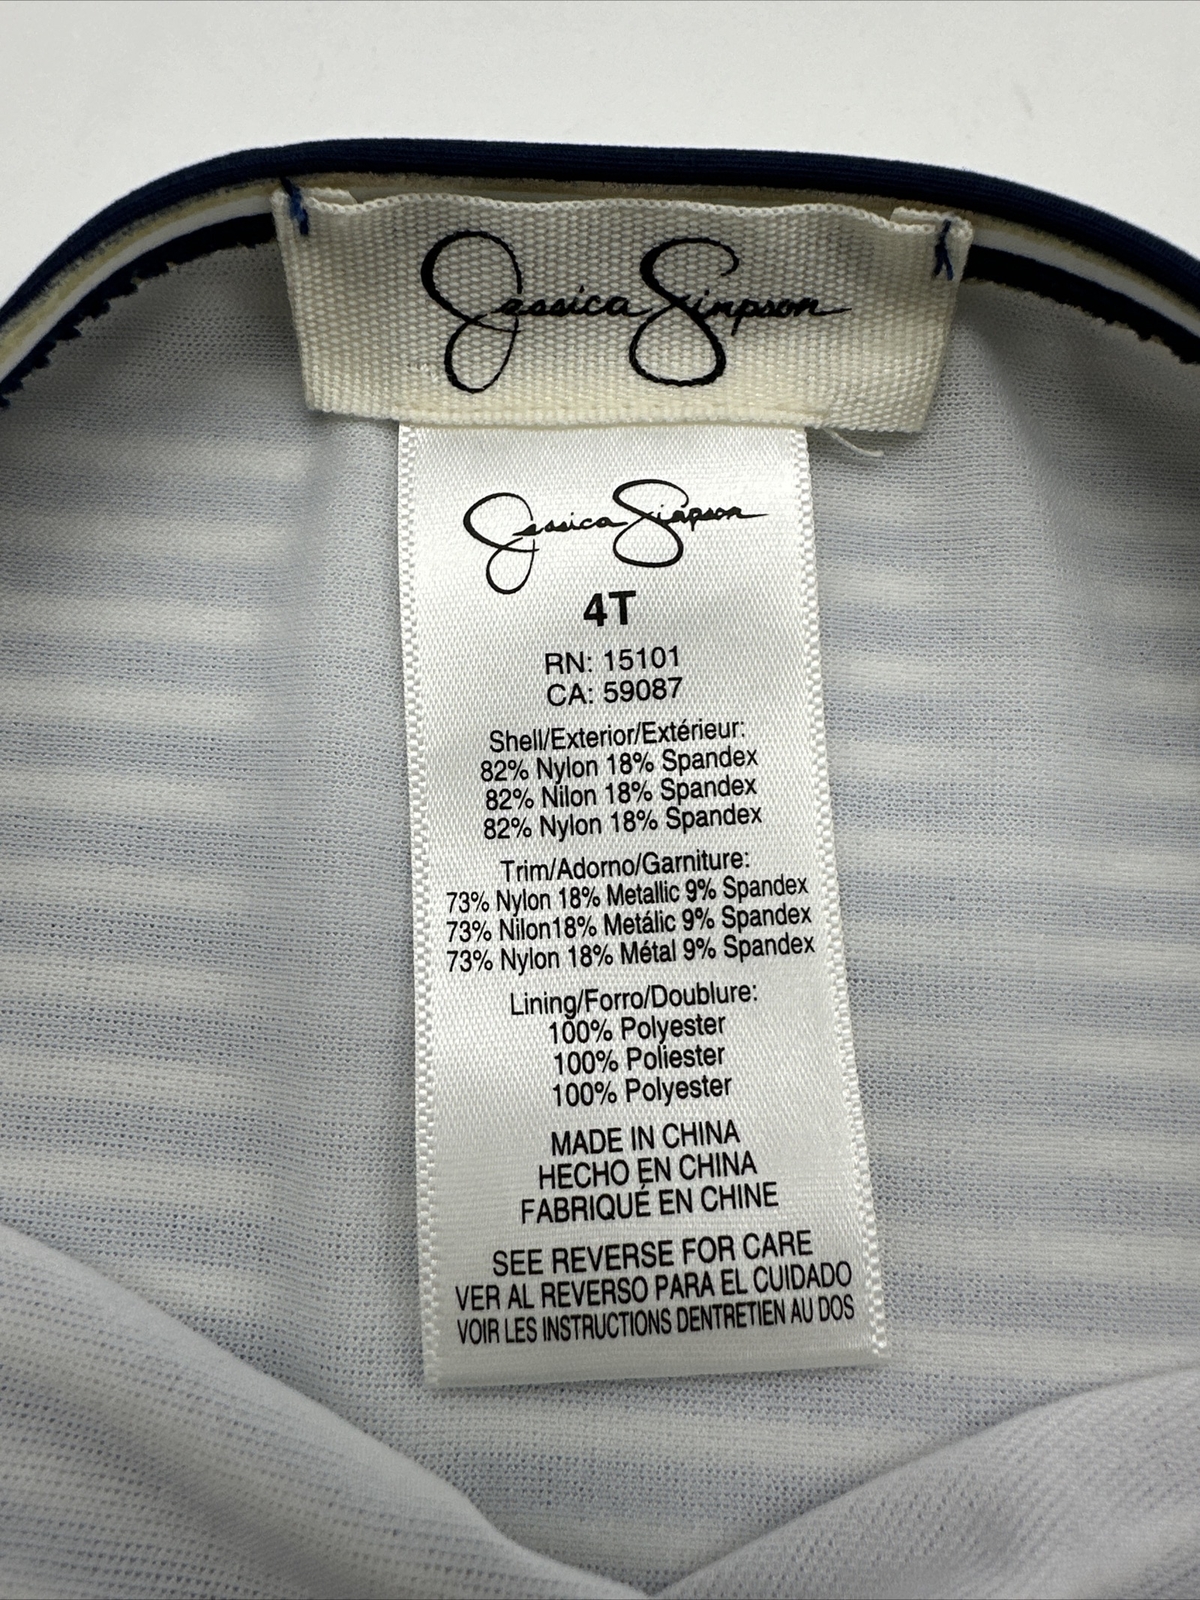 Jessica Simpson
Jessica Simpson
4T
RN: 15101
CA: 59087
Shell/Exterior/Extérieur:
82% Nylon 18% Spandex
82% Nilon 18% Spandex
82% Nylon 18% Spandex
Trim/Adorno/Garniture:
73% Nylon 18% Metallic 9% Spandex
73% Nilon18% Metálic 9% Spandex
73% Nylon 18% Métal 9% Spandex
Lining/Forro/Doublure:
100% Polyester
100% Poliester
100% Polyester
MADE IN CHINA
HECHO EN CHINA
FABRIQUÉ EN CHINE
SEE REVERSE FOR CARE
VER AL REVERSO PARA EL CUIDADO
VOIR LES INSTRUCTIONS DENTRETIEN AU DOS